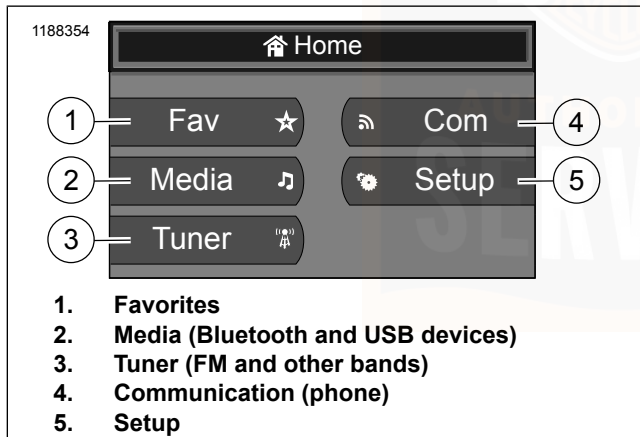 1188354
Home
1 Fav Com 4
2 Media Setup 5
3 Tuner
1. Favorites
2. Media (Bluetooth and USB devices)
3. Tuner (FM and other bands)
4. Communication (phone)
5. Setup